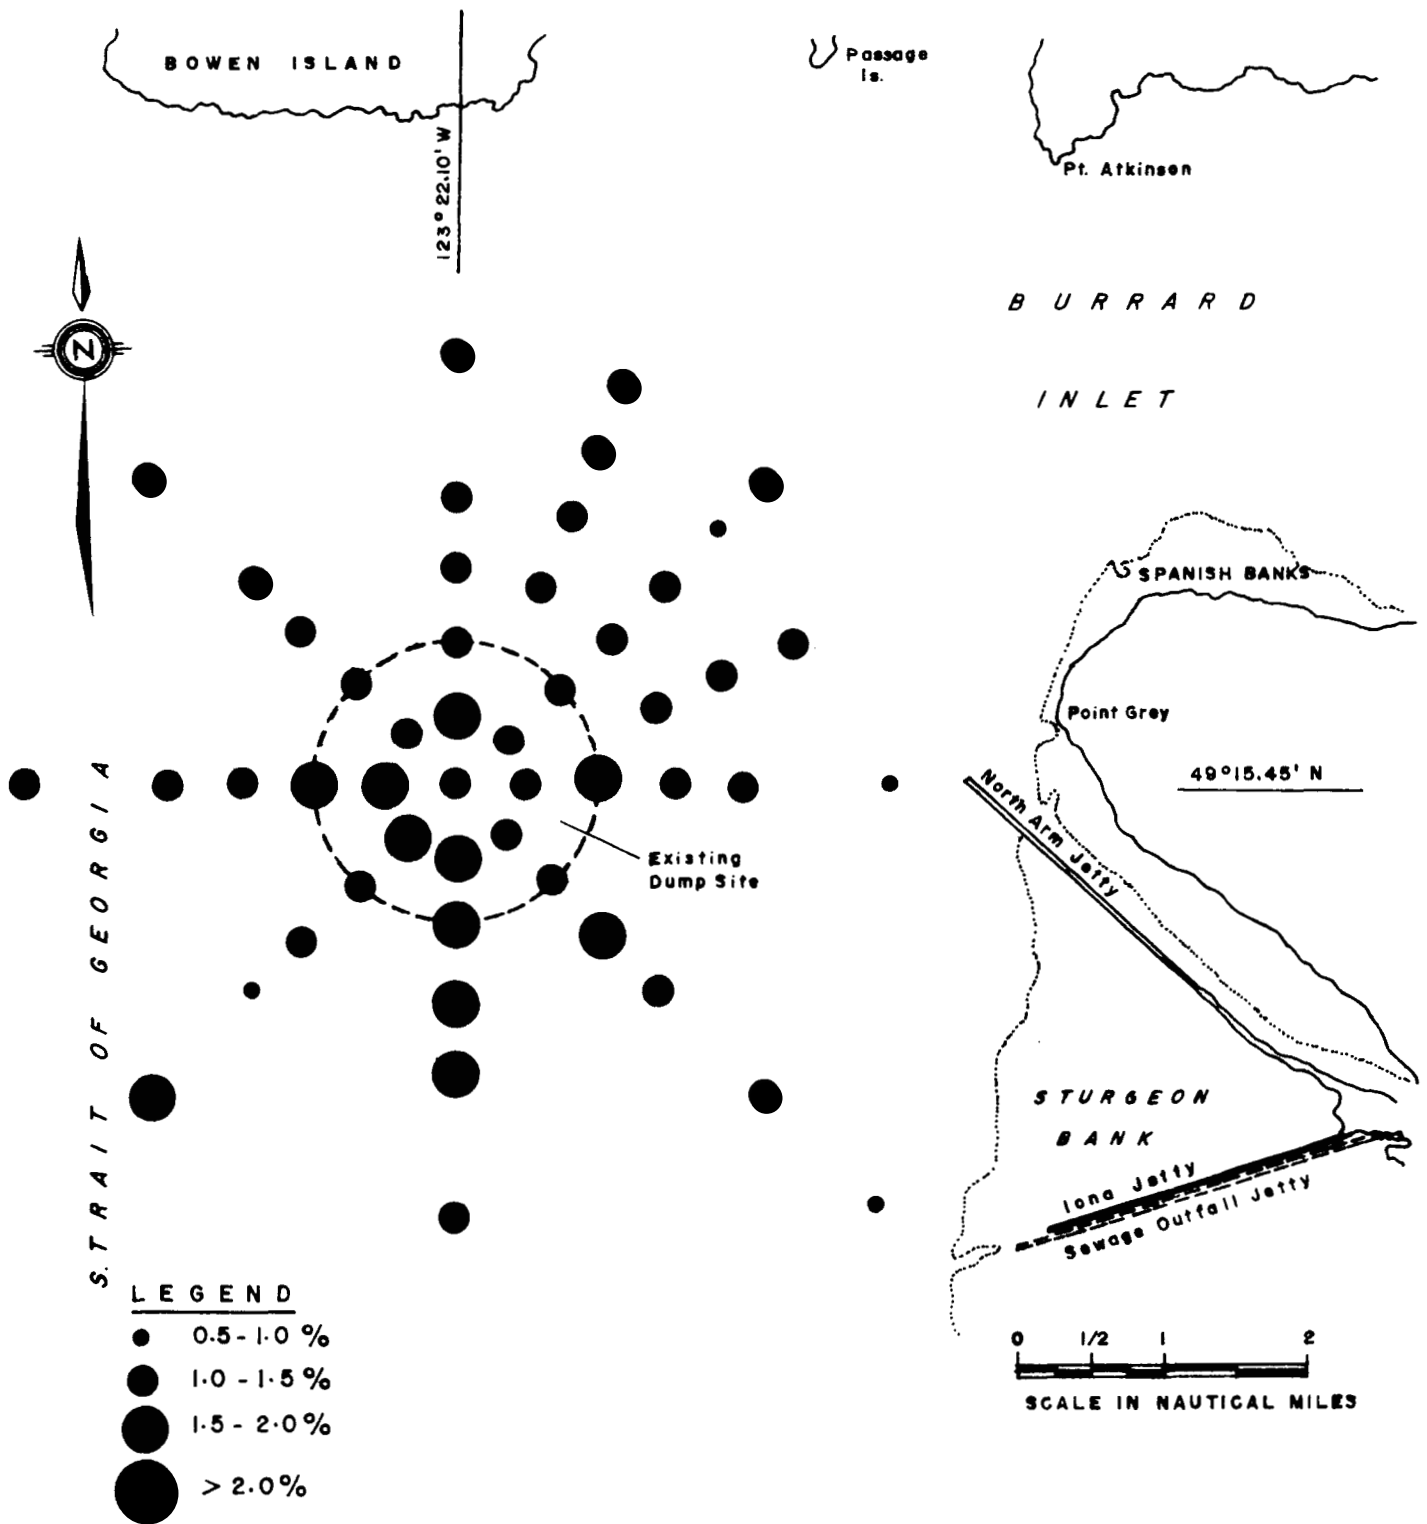 BOWEN ISLAND
Passage
Is.
123° 22.10' W
Pt. Atkinson
N
BURRARD
INLET
SPANISH BANKS
Point Grey
49°15.45' N
North Arm Jetty
Existing
Dump Site
STRAIT OF GEORGIA
STURGEON
BANK
Iona Jetty
Sewage Outfall Jetty
LEGEND
0.5-1.0 %
1.0 - 1.5 %
1.5 - 2.0 %
> 2.0 %
0 1/2 1 2
SCALE IN NAUTICAL MILES